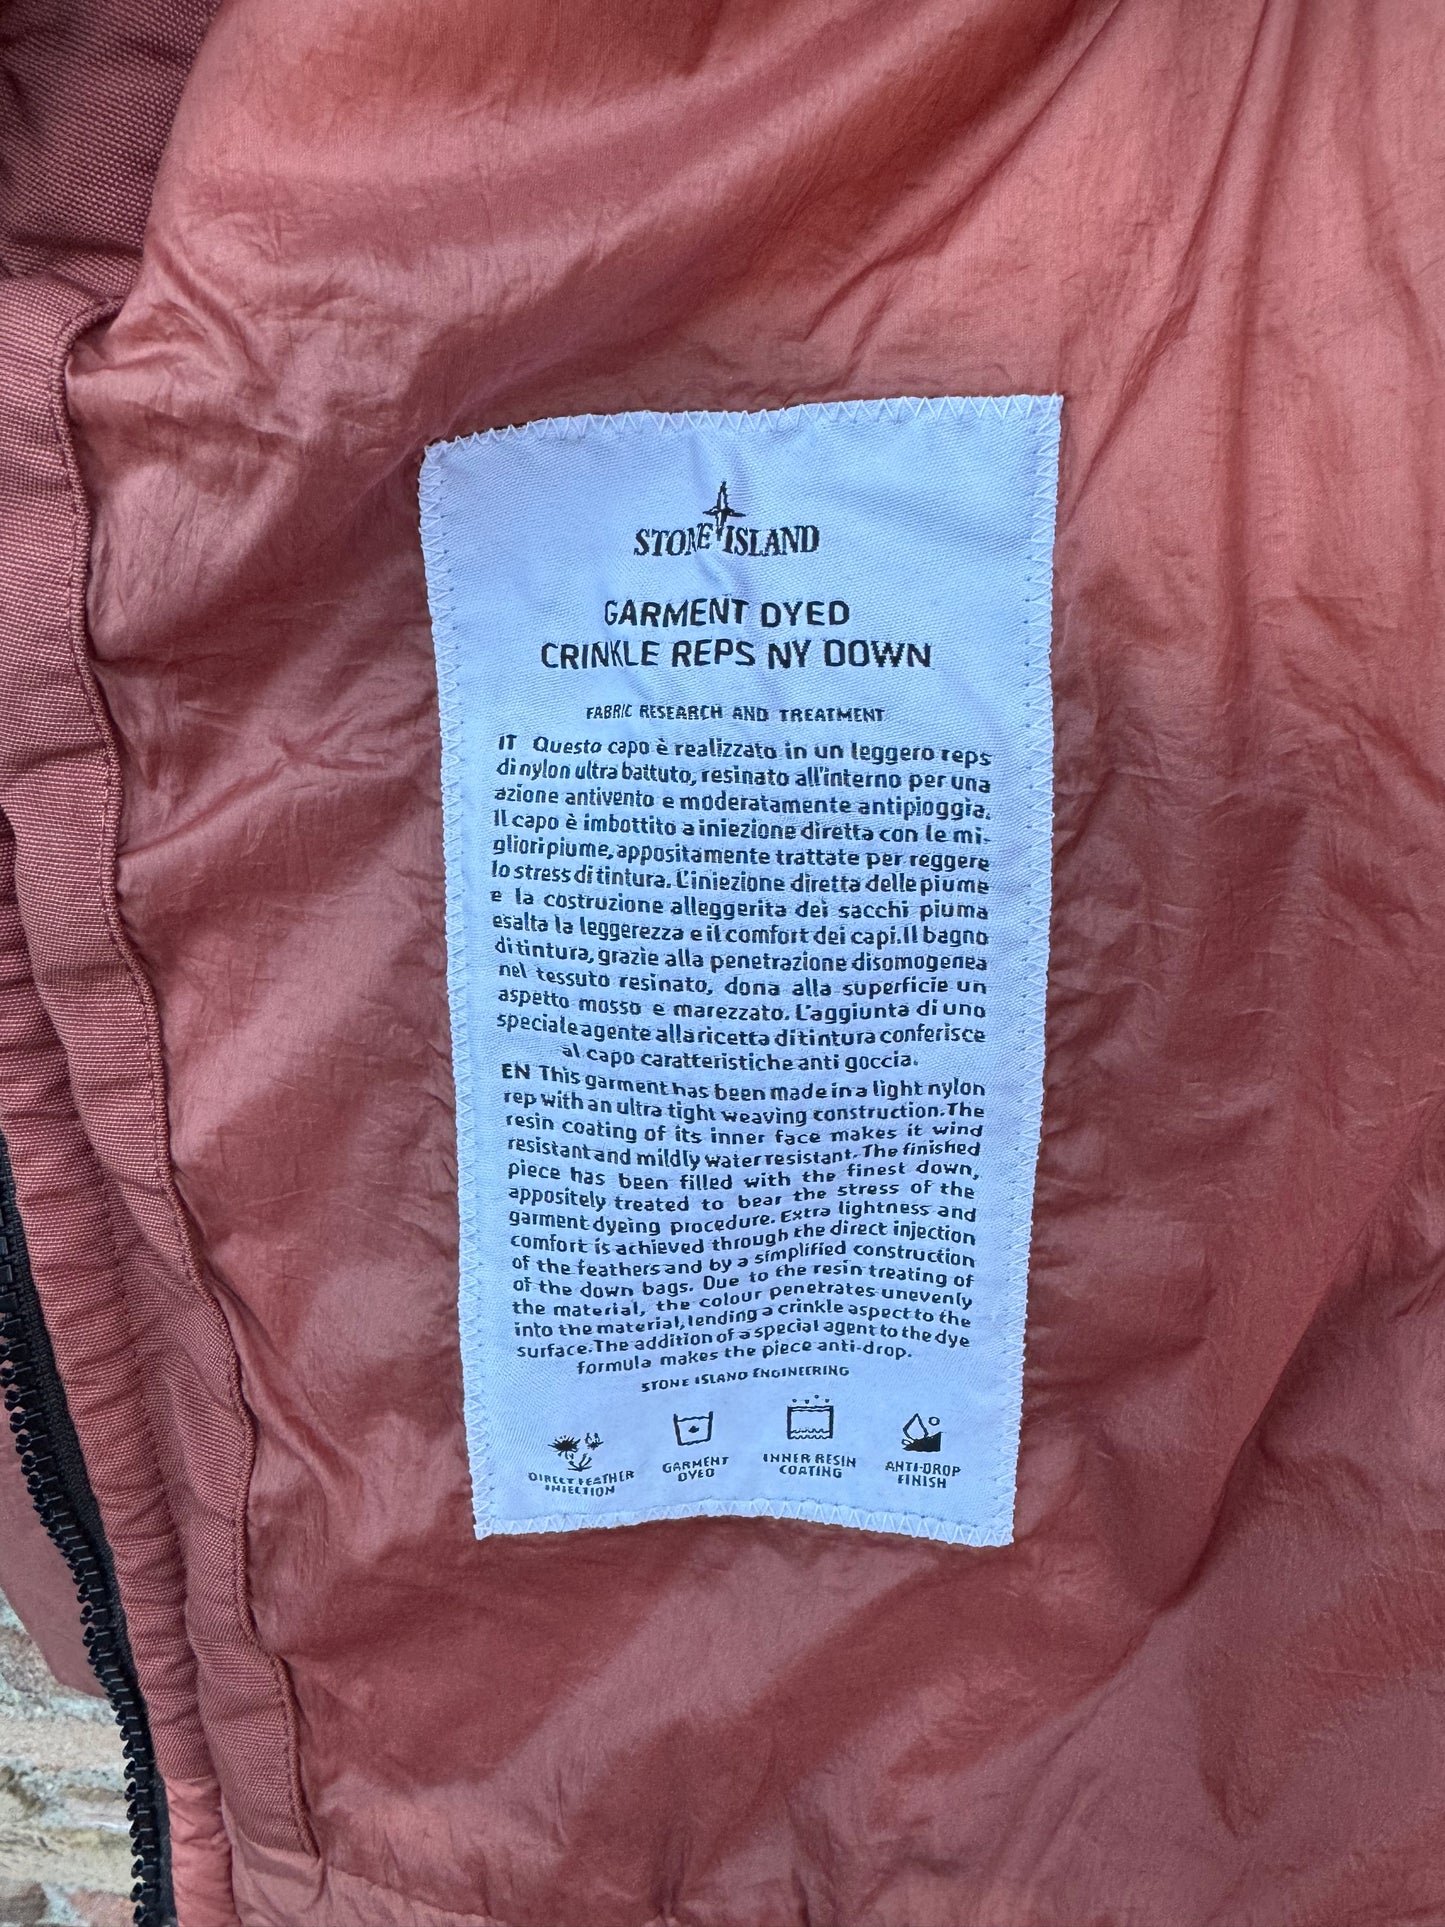 STONE ISLAND
GARMENT DYED
CRINKLE REPS NY DOWN
FABRIC RESEARCH AND TREATMENT
IT Questo capo è realizzato in un leggero reps
di nylon ultra battuto, resinato all'interno per una
azione antivento e moderatamente antipioggia.
Il capo è imbottito a iniezione diretta con le mi-
gliori piume, appositamente trattate per reggere
lo stress di tintura. L'iniezione diretta delle piume
e la costruzione alleggerita dei sacchi piuma
esalta la leggerezza e il comfort dei capi. Il bagno
di tintura, grazie alla penetrazione disomogenea
nel tessuto resinato, dona alla superficie un
aspetto mosso e marezzato. L'aggiunta di uno
speciale agente alla ricetta di tintura conferisce
al capo caratteristiche anti goccia.
EN This garment has been made in a light nylon
rep with an ultra tight weaving construction. The
resin coating of its inner face makes it wind
resistant and mildly water resistant. The finished
piece has been filled with the finest down,
appositely treated to bear the stress of the
garment dyeing procedure. Extra lightness and
comfort is achieved through the direct injection
of the feathers and by a simplified construction
of the down bags. Due to the resin treating of
the material, the colour penetrates unevenly
into the material, lending a crinkle aspect to the
surface. The addition of a special agent to the dye
formula makes the piece anti-drop.
STONE ISLAND ENGINEERING
DIRECT FEATHER
INJECTION
GARMENT
DYED
INNER RESIN
COATING
ANTI-DROP
FINISH